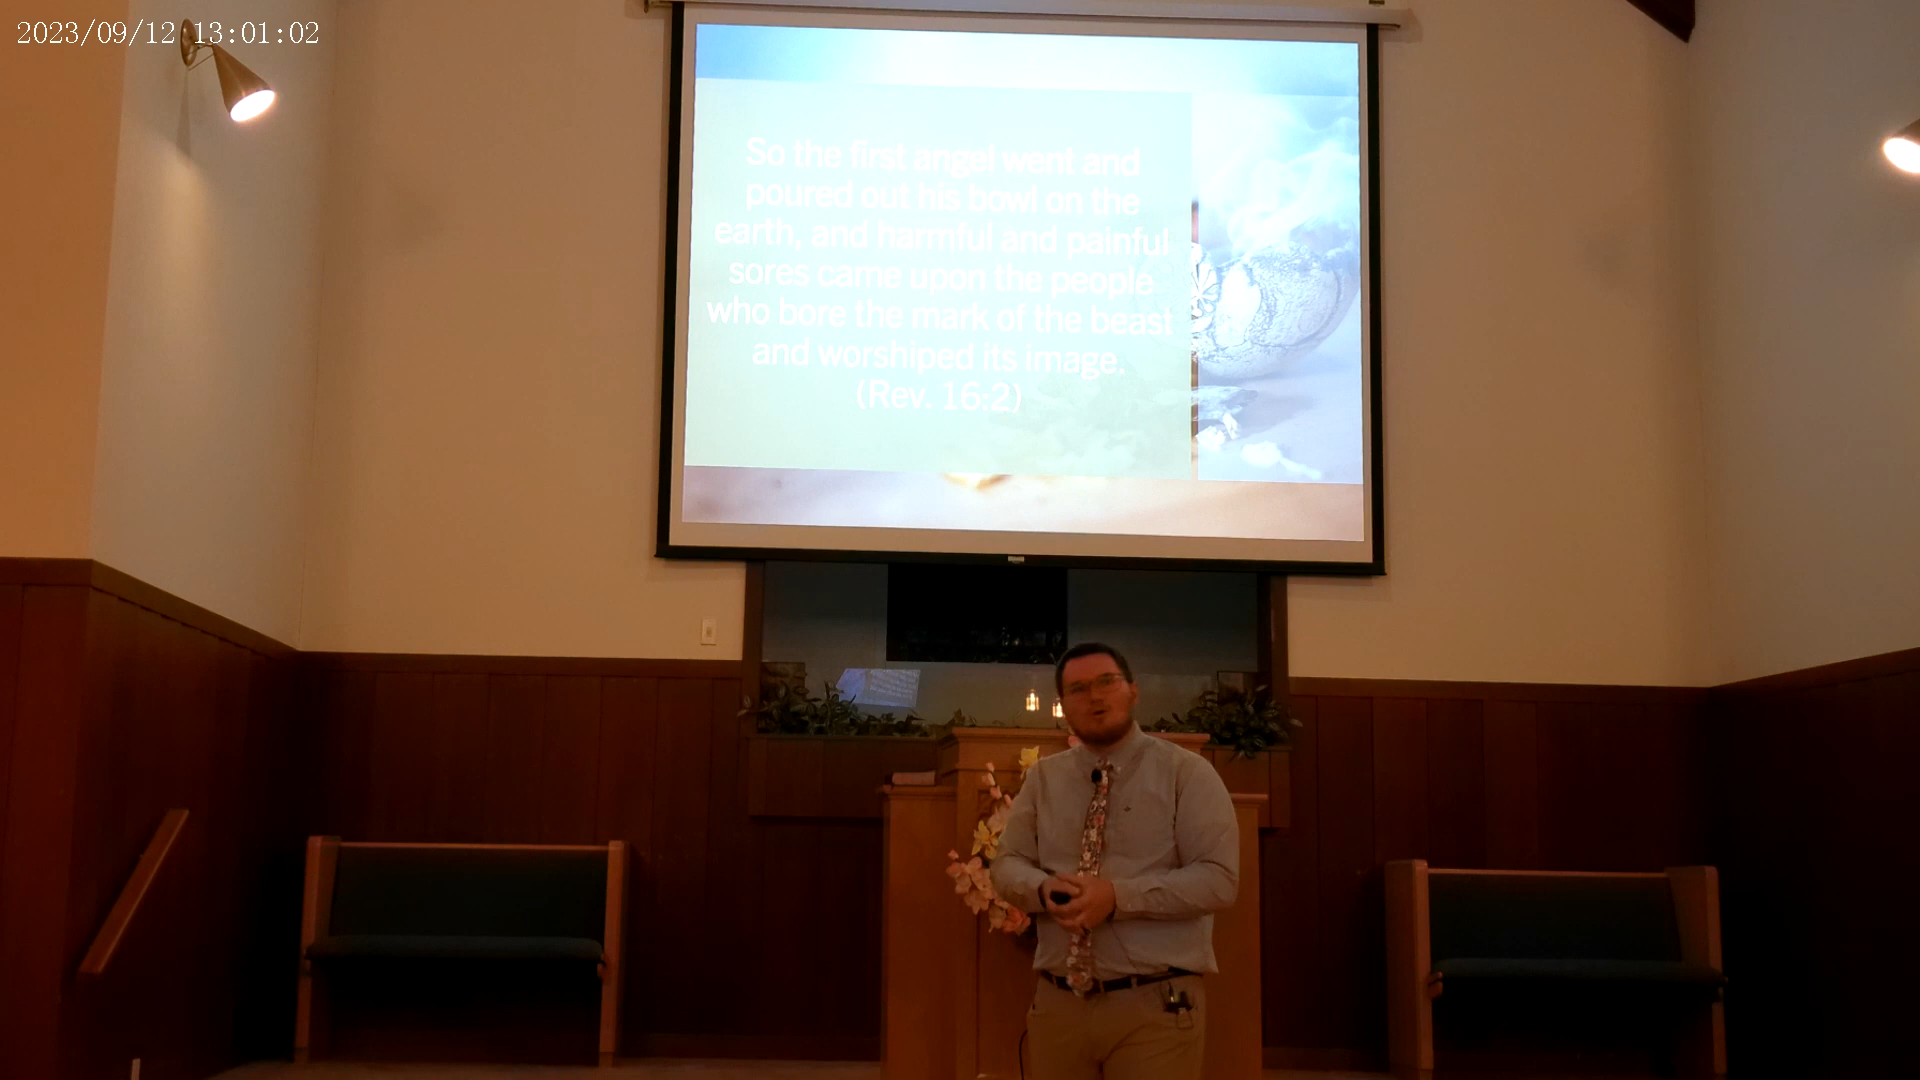 2023/09/12 13:01:02
So the first angel went and
poured out his bowl on the
earth, and harmful and painful
sores came upon the people
who bore the mark of the beast
and worshiped its image.
(Rev. 16:2)